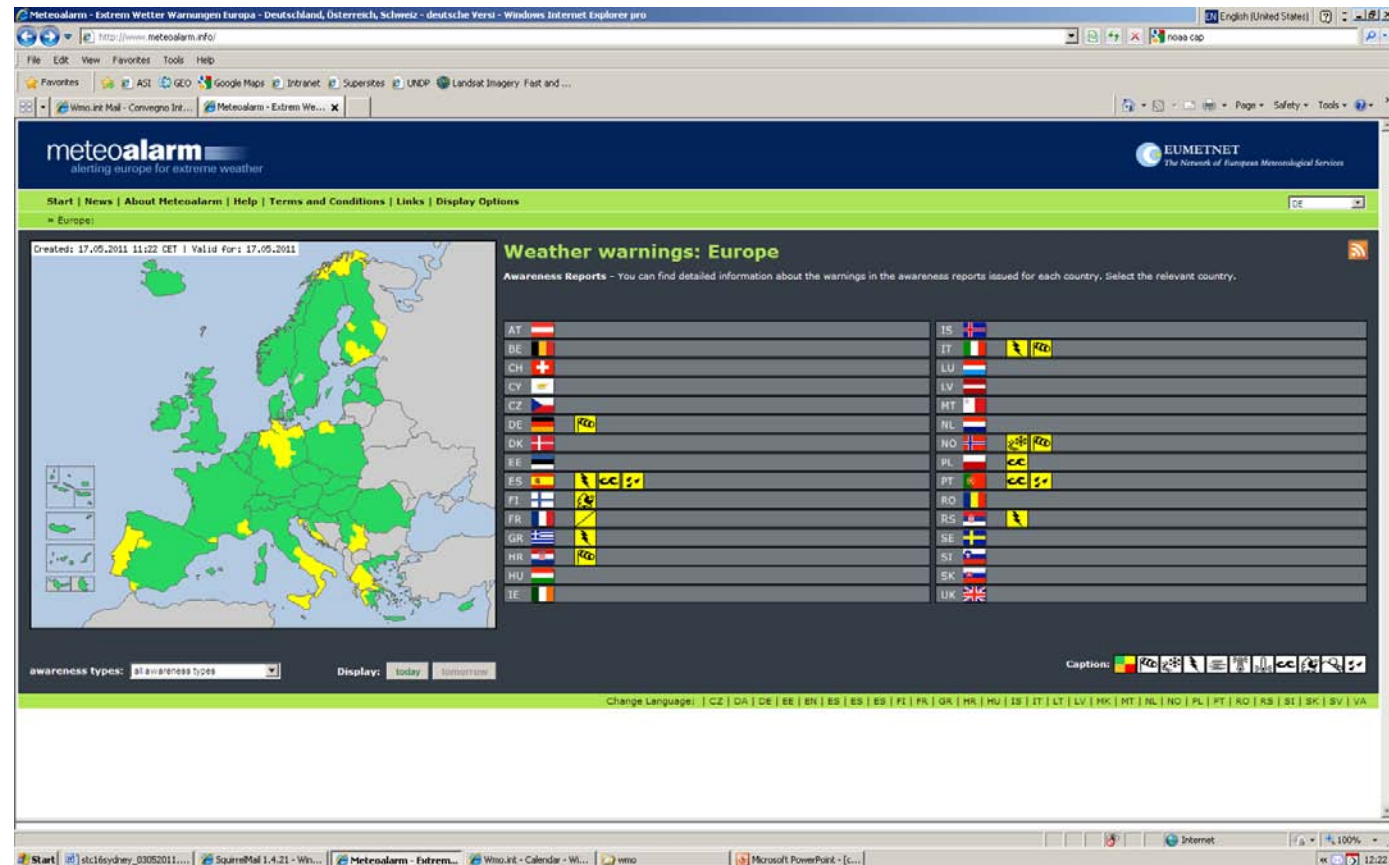 Meteoalarm - Extrem Wetter Warnungen Europa - Deutschland, Österreich, Schweiz - deutsche Versi - Windows Internet Explorer pro
EN English (United States)
http://www.meteoalarm.info/
noaa cap
File Edit View Favorites Tools Help
Favorites ASI GEO Google Maps Intranet Supersites UNDP Landsat Imagery Fast and ...
Wmo.int Mail - Convegno Int... Meteoalarm - Extrem We... Page Safety Tools
meteoalarm
alerting europe for extreme weather
EUMETNET
The Network of European Meteorological Services
Start | News | About Meteoalarm | Help | Terms and Conditions | Links | Display Options
DE
» Europe:
Created: 17.05.2011 11:22 CET | Valid for: 17.05.2011
Weather warnings: Europe
Awareness Reports - You can find detailed information about the warnings in the awareness reports issued for each country. Select the relevant country.
AT IS
BE IT
CH LU
CY LV
CZ MT
DE NL
DK NO
EE PL
ES PT
FI RO
FR RS
GR SE
HR SI
HU SK
IE UK
awareness types: all awareness types Display: today tomorrow Caption:
Change Language: | CZ | DA | DE | EE | EN | ES | ES | ES | FI | FR | GR | HR | HU | IS | IT | LT | LV | MK | MT | NL | NO | PL | PT | RO | RS | SI | SK | SV | VA
Internet 100%
Start stc16sydney_03052011.... SquirrelMail 1.4.21 - Win... Meteoalarm - Extrem... Wmo.int - Calendar - Wi... wmo Microsoft PowerPoint - [c... 12:22